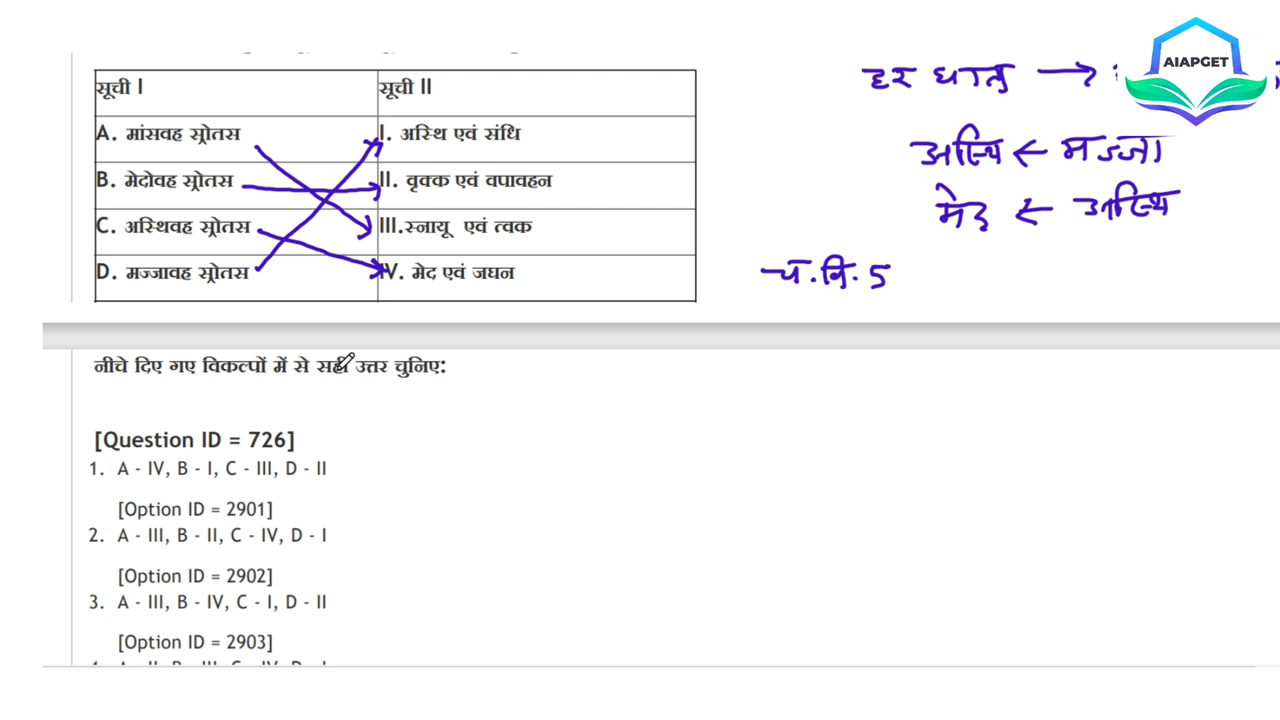 सूची I सूची II
A. मांसवह स्रोतस I. अस्थि एवं संधि
B. मेदोवह स्रोतस II. वृक्क एवं वपावहन
C. अस्थिवह स्रोतस III.स्नायू एवं त्वक
D. मज्जावह स्रोतस IV. मेद एवं जघन
हर धातु →
AIAPGET
अस्थि ← मज्जा
मेद ← अस्थि
च.वि.5
नीचे दिए गए विकल्पों में से सही उत्तर चुनिए:
[Question ID = 726]
1. A - IV, B - I, C - III, D - II
[Option ID = 2901]
2. A - III, B - II, C - IV, D - I
[Option ID = 2902]
3. A - III, B - IV, C - I, D - II
[Option ID = 2903]